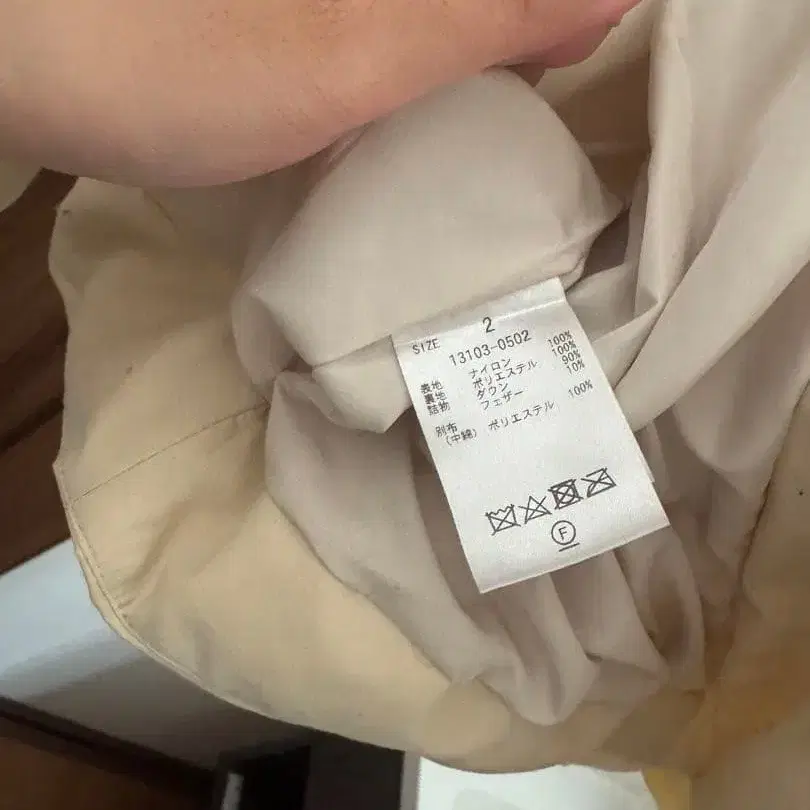 SIZE 2
13103-0502
表地 ナイロン 100%
裏地 ポリエステル 100%
詰物 ダウン 90%
フェザー 10%
別布
(中綿) ポリエステル 100%
F